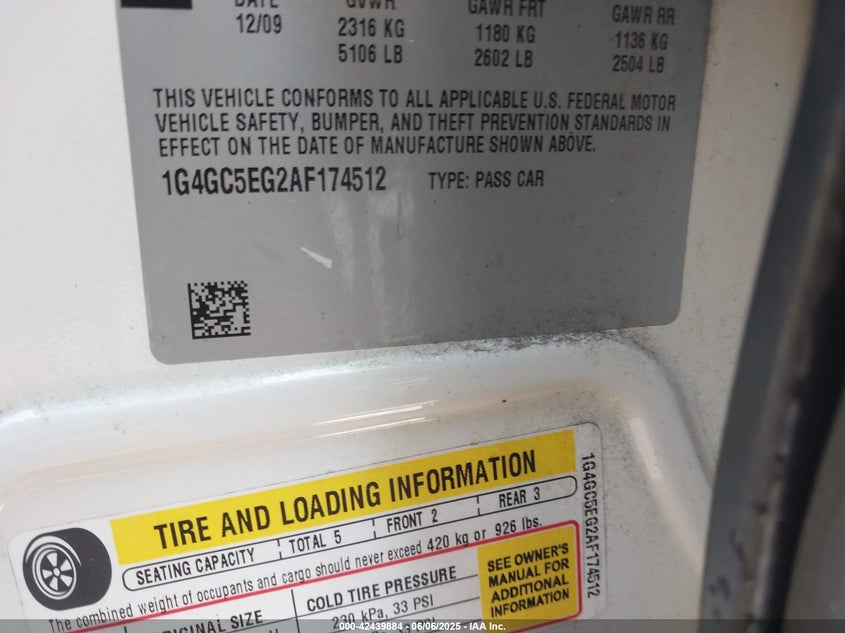 DATE GVWR GAWR FRT GAWR RR
12/09 2316 KG 1180 KG 1136 KG
5106 LB 2602 LB 2504 LB
THIS VEHICLE CONFORMS TO ALL APPLICABLE U.S. FEDERAL MOTOR
VEHICLE SAFETY, BUMPER, AND THEFT PREVENTION STANDARDS IN
EFFECT ON THE DATE OF MANUFACTURE SHOWN ABOVE.
1G4GC5EG2AF174512 TYPE: PASS CAR
TIRE AND LOADING INFORMATION
SEATING CAPACITY TOTAL 5 FRONT 2 REAR 3
The combined weight of occupants and cargo should never exceed 420 kg or 926 lbs.
ORIGINAL SIZE COLD TIRE PRESSURE
230 kPa, 33 PSI
SEE OWNER'S
MANUAL FOR
ADDITIONAL
INFORMATION
1G4GC5EG2AF174512
000-42439884 - 06/06/2025 - IAA Inc.